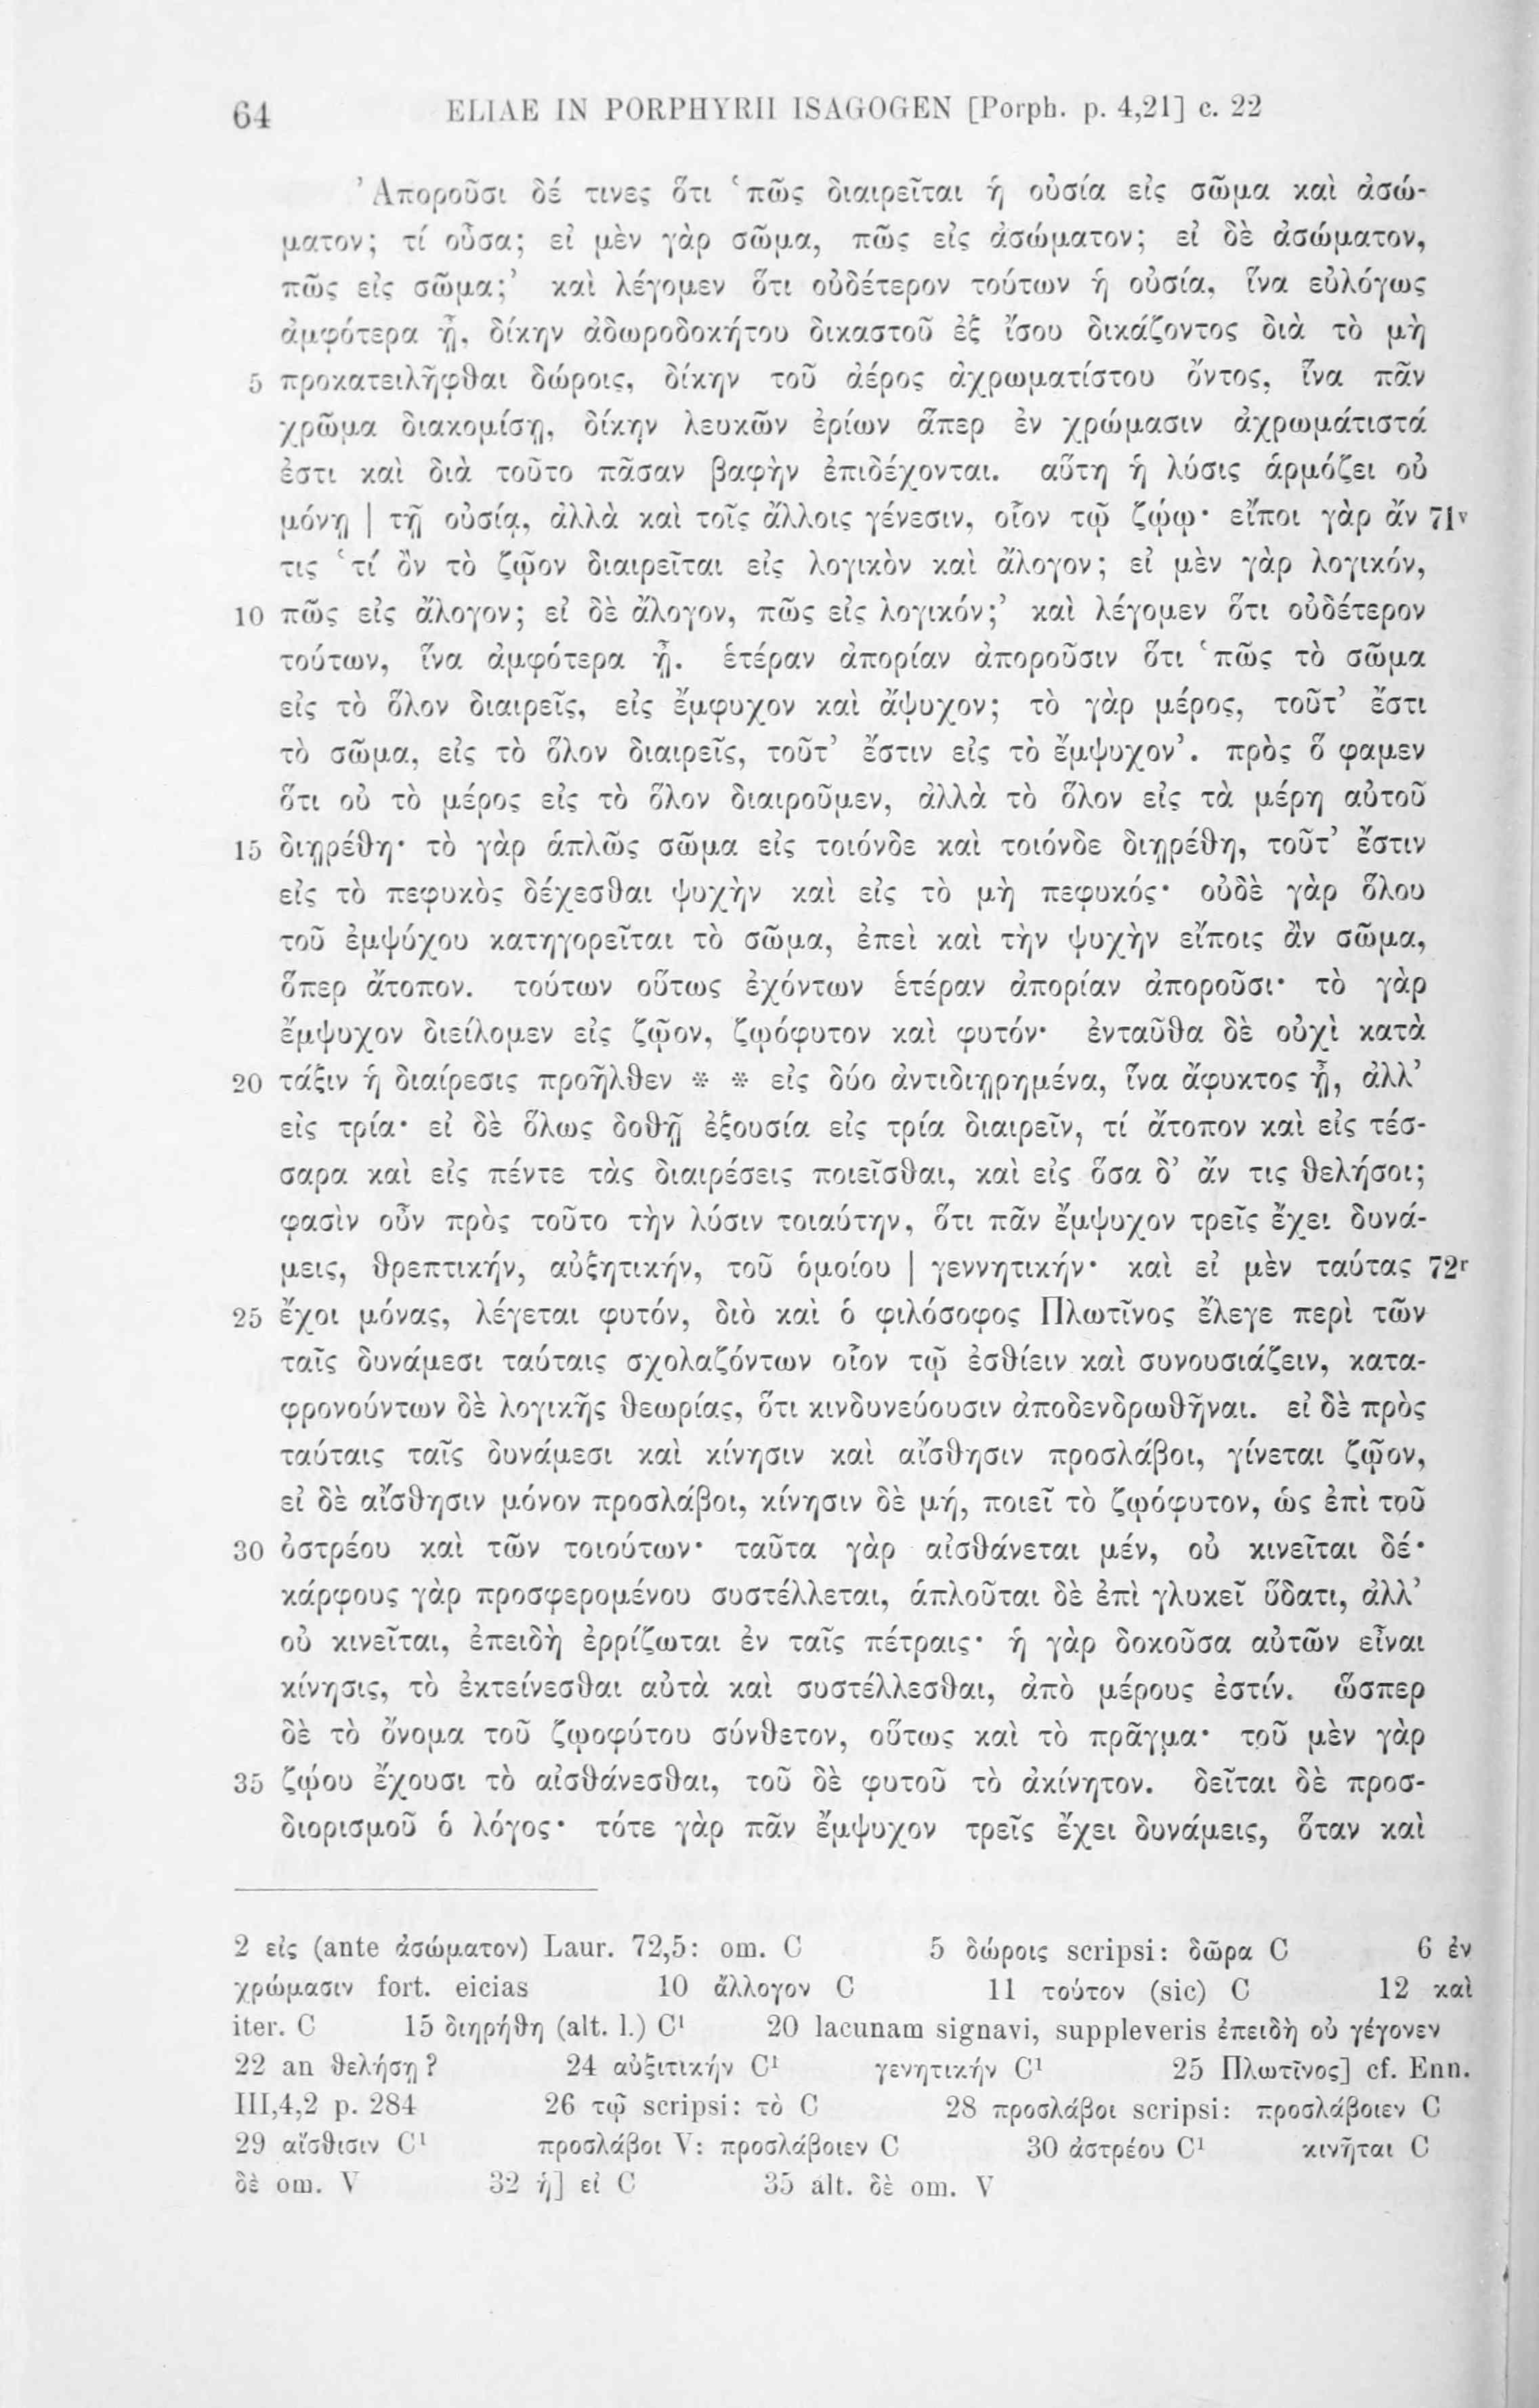 64 ELIAE IN PORPHYRII ISAGOGEN [Porph. p. 4,21] c. 22
Ἀποροῦσι δέ τινες ὅτι ‘πῶς διαιρεῖται ἡ οὐσία εἰς σῶμα καὶ ἀσώ-
ματον; τί οὖσα; εἰ μὲν γὰρ σῶμα, πῶς εἰς ἀσώματον; εἰ δὲ ἀσώματον,
πῶς εἰς σῶμα;’ καὶ λέγομεν ὅτι οὐδέτερον τούτων ἡ οὐσία, ἵνα εὐλόγως
ἀμφότερα ᾖ, δίκην ἀδωροδοκήτου δικαστοῦ ἐξ ἴσου δικάζοντος διὰ τὸ μὴ
5 προκατειλῆφθαι δώροις, δίκην τοῦ ἀέρος ἀχρωματίστου ὄντος, ἵνα πᾶν
χρῶμα διακομίσῃ, δίκην λευκῶν ἐρίων ἅπερ ἐν χρώμασιν ἀχρωμάτιστά
ἐστι καὶ διὰ τοῦτο πᾶσαν βαφὴν ἐπιδέχονται. αὕτη ἡ λύσις ἁρμόζει οὐ
μόνῃ | τῇ οὐσίᾳ, ἀλλὰ καὶ τοῖς ἄλλοις γένεσιν, οἷον τῷ ζῴῳ· εἴποι γὰρ ἄν 71v
τις ‘τί ὂν τὸ ζῷον διαιρεῖται εἰς λογικὸν καὶ ἄλογον; εἰ μὲν γὰρ λογικόν,
10 πῶς εἰς ἄλογον; εἰ δὲ ἄλογον, πῶς εἰς λογικόν;’ καὶ λέγομεν ὅτι οὐδέτερον
τούτων, ἵνα ἀμφότερα ᾖ. ἑτέραν ἀπορίαν ἀποροῦσιν ὅτι ‘πῶς τὸ σῶμα
εἰς τὸ ὅλον διαιρεῖς, εἰς ἔμφυχον καὶ ἄψυχον; τὸ γὰρ μέρος, τοῦτ’ ἔστι
τὸ σῶμα, εἰς τὸ ὅλον διαιρεῖς, τοῦτ’ ἔστιν εἰς τὸ ἔμψυχον’. πρὸς ὅ φαμεν
ὅτι οὐ τὸ μέρος εἰς τὸ ὅλον διαιροῦμεν, ἀλλὰ τὸ ὅλον εἰς τὰ μέρη αὐτοῦ
15 διῃρέθη· τὸ γὰρ ἁπλῶς σῶμα εἰς τοιόνδε καὶ τοιόνδε διῃρέθη, τοῦτ’ ἔστιν
εἰς τὸ πεφυκὸς δέχεσθαι ψυχὴν καὶ εἰς τὸ μὴ πεφυκός· οὐδὲ γὰρ ὅλου
τοῦ ἐμψύχου κατηγορεῖται τὸ σῶμα, ἐπεὶ καὶ τὴν ψυχὴν εἴποις ἂν σῶμα,
ὅπερ ἄτοπον. τούτων οὕτως ἐχόντων ἑτέραν ἀπορίαν ἀποροῦσι· τὸ γὰρ
ἔμψυχον διείλομεν εἰς ζῷον, ζῳόφυτον καὶ φυτόν· ἐνταῦθα δὲ οὐχὶ κατὰ
20 τάξιν ἡ διαίρεσις προῆλθεν * * εἰς δύο ἀντιδιῃρημένα, ἵνα ἄφυκτος ᾖ, ἀλλ’
εἰς τρία· εἰ δὲ ὅλως δοθῇ ἐξουσία εἰς τρία διαιρεῖν, τί ἄτοπον καὶ εἰς τέσ-
σαρα καὶ εἰς πέντε τὰς διαιρέσεις ποιεῖσθαι, καὶ εἰς ὅσα δ’ ἄν τις θελήσοι;
φασὶν οὖν πρὸς τοῦτο τὴν λύσιν τοιαύτην, ὅτι πᾶν ἔμψυχον τρεῖς ἔχει δυνά-
μεις, θρεπτικήν, αὐξητικήν, τοῦ ὁμοίου | γεννητικήν· καὶ εἰ μὲν ταύτας 72r
25 ἔχοι μόνας, λέγεται φυτόν, διὸ καὶ ὁ φιλόσοφος Πλωτῖνος ἔλεγε περὶ τῶν
ταῖς δυνάμεσι ταύταις σχολαζόντων οἷον τῷ ἐσθίειν καὶ συνουσιάζειν, κατα-
φρονούντων δὲ λογικῆς θεωρίας, ὅτι κινδυνεύουσιν ἀποδενδρωθῆναι. εἰ δὲ πρὸς
ταύταις ταῖς δυνάμεσι καὶ κίνησιν καὶ αἴσθησιν προσλάβοι, γίνεται ζῷον,
εἰ δὲ αἴσθησιν μόνον προσλάβοι, κίνησιν δὲ μή, ποιεῖ τὸ ζῳόφυτον, ὡς ἐπὶ τοῦ
30 ὀστρέου καὶ τῶν τοιούτων· ταῦτα γὰρ αἰσθάνεται μέν, οὐ κινεῖται δέ·
κάρφους γὰρ προσφερομένου συστέλλεται, ἁπλοῦται δὲ ἐπὶ γλυκεῖ ὕδατι, ἀλλ’
οὐ κινεῖται, ἐπειδὴ ἐρρίζωται ἐν ταῖς πέτραις· ἡ γὰρ δοκοῦσα αὐτῶν εἶναι
κίνησις, τὸ ἐκτείνεσθαι αὐτὰ καὶ συστέλλεσθαι, ἀπὸ μέρους ἐστίν. ὥσπερ
δὲ τὸ ὄνομα τοῦ ζῳοφύτου σύνθετον, οὕτως καὶ τὸ πρᾶγμα· τοῦ μὲν γὰρ
35 ζῴου ἔχουσι τὸ αἰσθάνεσθαι, τοῦ δὲ φυτοῦ τὸ ἀκίνητον. δεῖται δὲ προσ-
διορισμοῦ ὁ λόγος· τότε γὰρ πᾶν ἔμψυχον τρεῖς ἔχει δυνάμεις, ὅταν καὶ
2 εἰς (ante ἀσώματον) Laur. 72,5: om. C 5 δώροις scripsi: δῶρα C 6 ἐν
χρώμασιν fort. eicias 10 ἄλλογον C 11 τούτον (sic) C 12 καὶ
iter. C 15 διηρήθη (alt. l.) C¹ 20 lacunam signavi, suppleveris ἐπειδὴ οὐ γέγονεν
22 an θελήσῃ? 24 αὐξιτικήν C¹ γενητικήν C¹ 25 Πλωτῖνος] cf. Enn.
III,4,2 p. 284 26 τῷ scripsi: τὸ C 28 προσλάβοι scripsi: προσλάβοιεν C
29 αἴσθισιν C¹ προσλάβοι V: προσλάβοιεν C 30 ἀστρέου C¹ κινῆται C
δὲ om. V 32 ἡ] εἰ C 35 alt. δὲ om. V